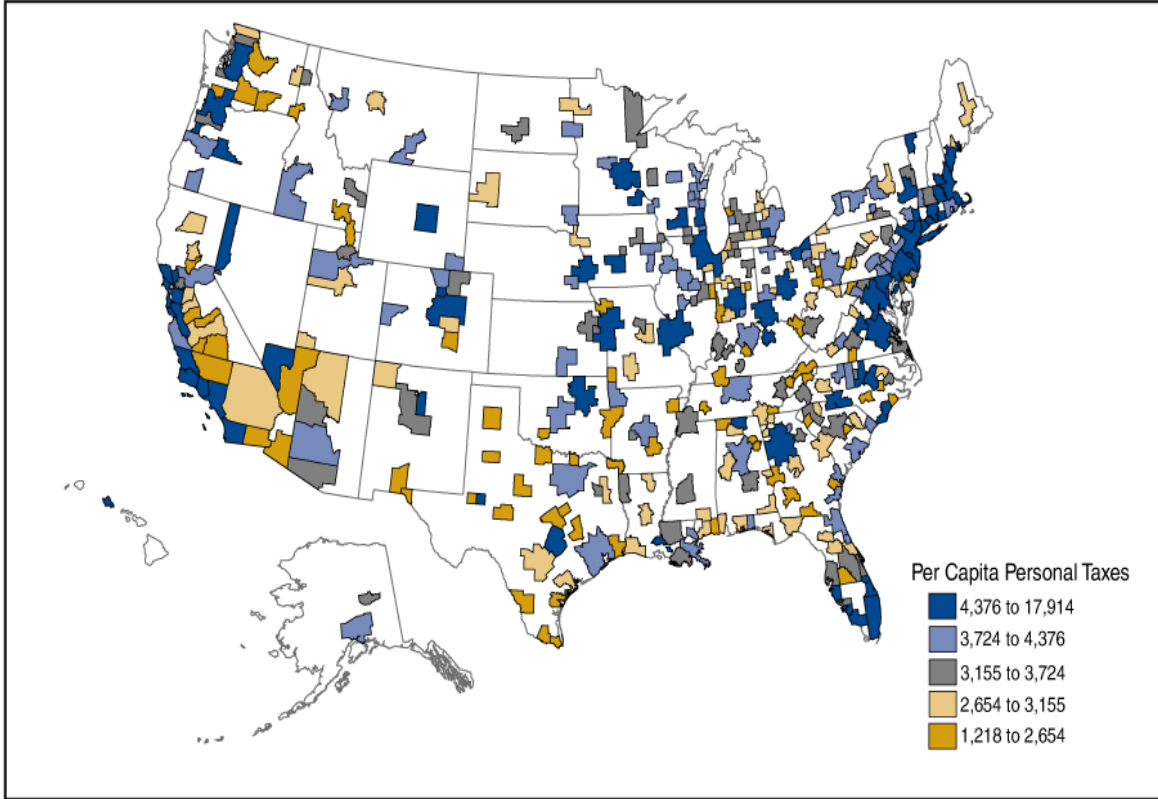 Per Capita Personal Taxes
4,376 to 17,914
3,724 to 4,376
3,155 to 3,724
2,654 to 3,155
1,218 to 2,654